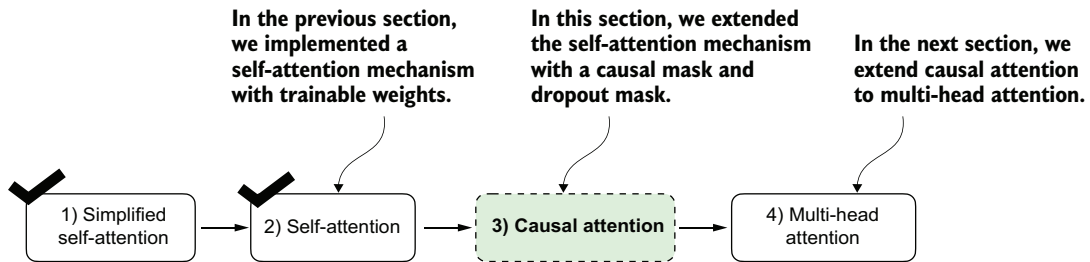 In the previous section,
we implemented a
self-attention mechanism
with trainable weights.
In this section, we extended
the self-attention mechanism
with a causal mask and
dropout mask.
In the next section, we
extend causal attention
to multi-head attention.
1) Simplified
self-attention
2) Self-attention
3) Causal attention
4) Multi-head
attention